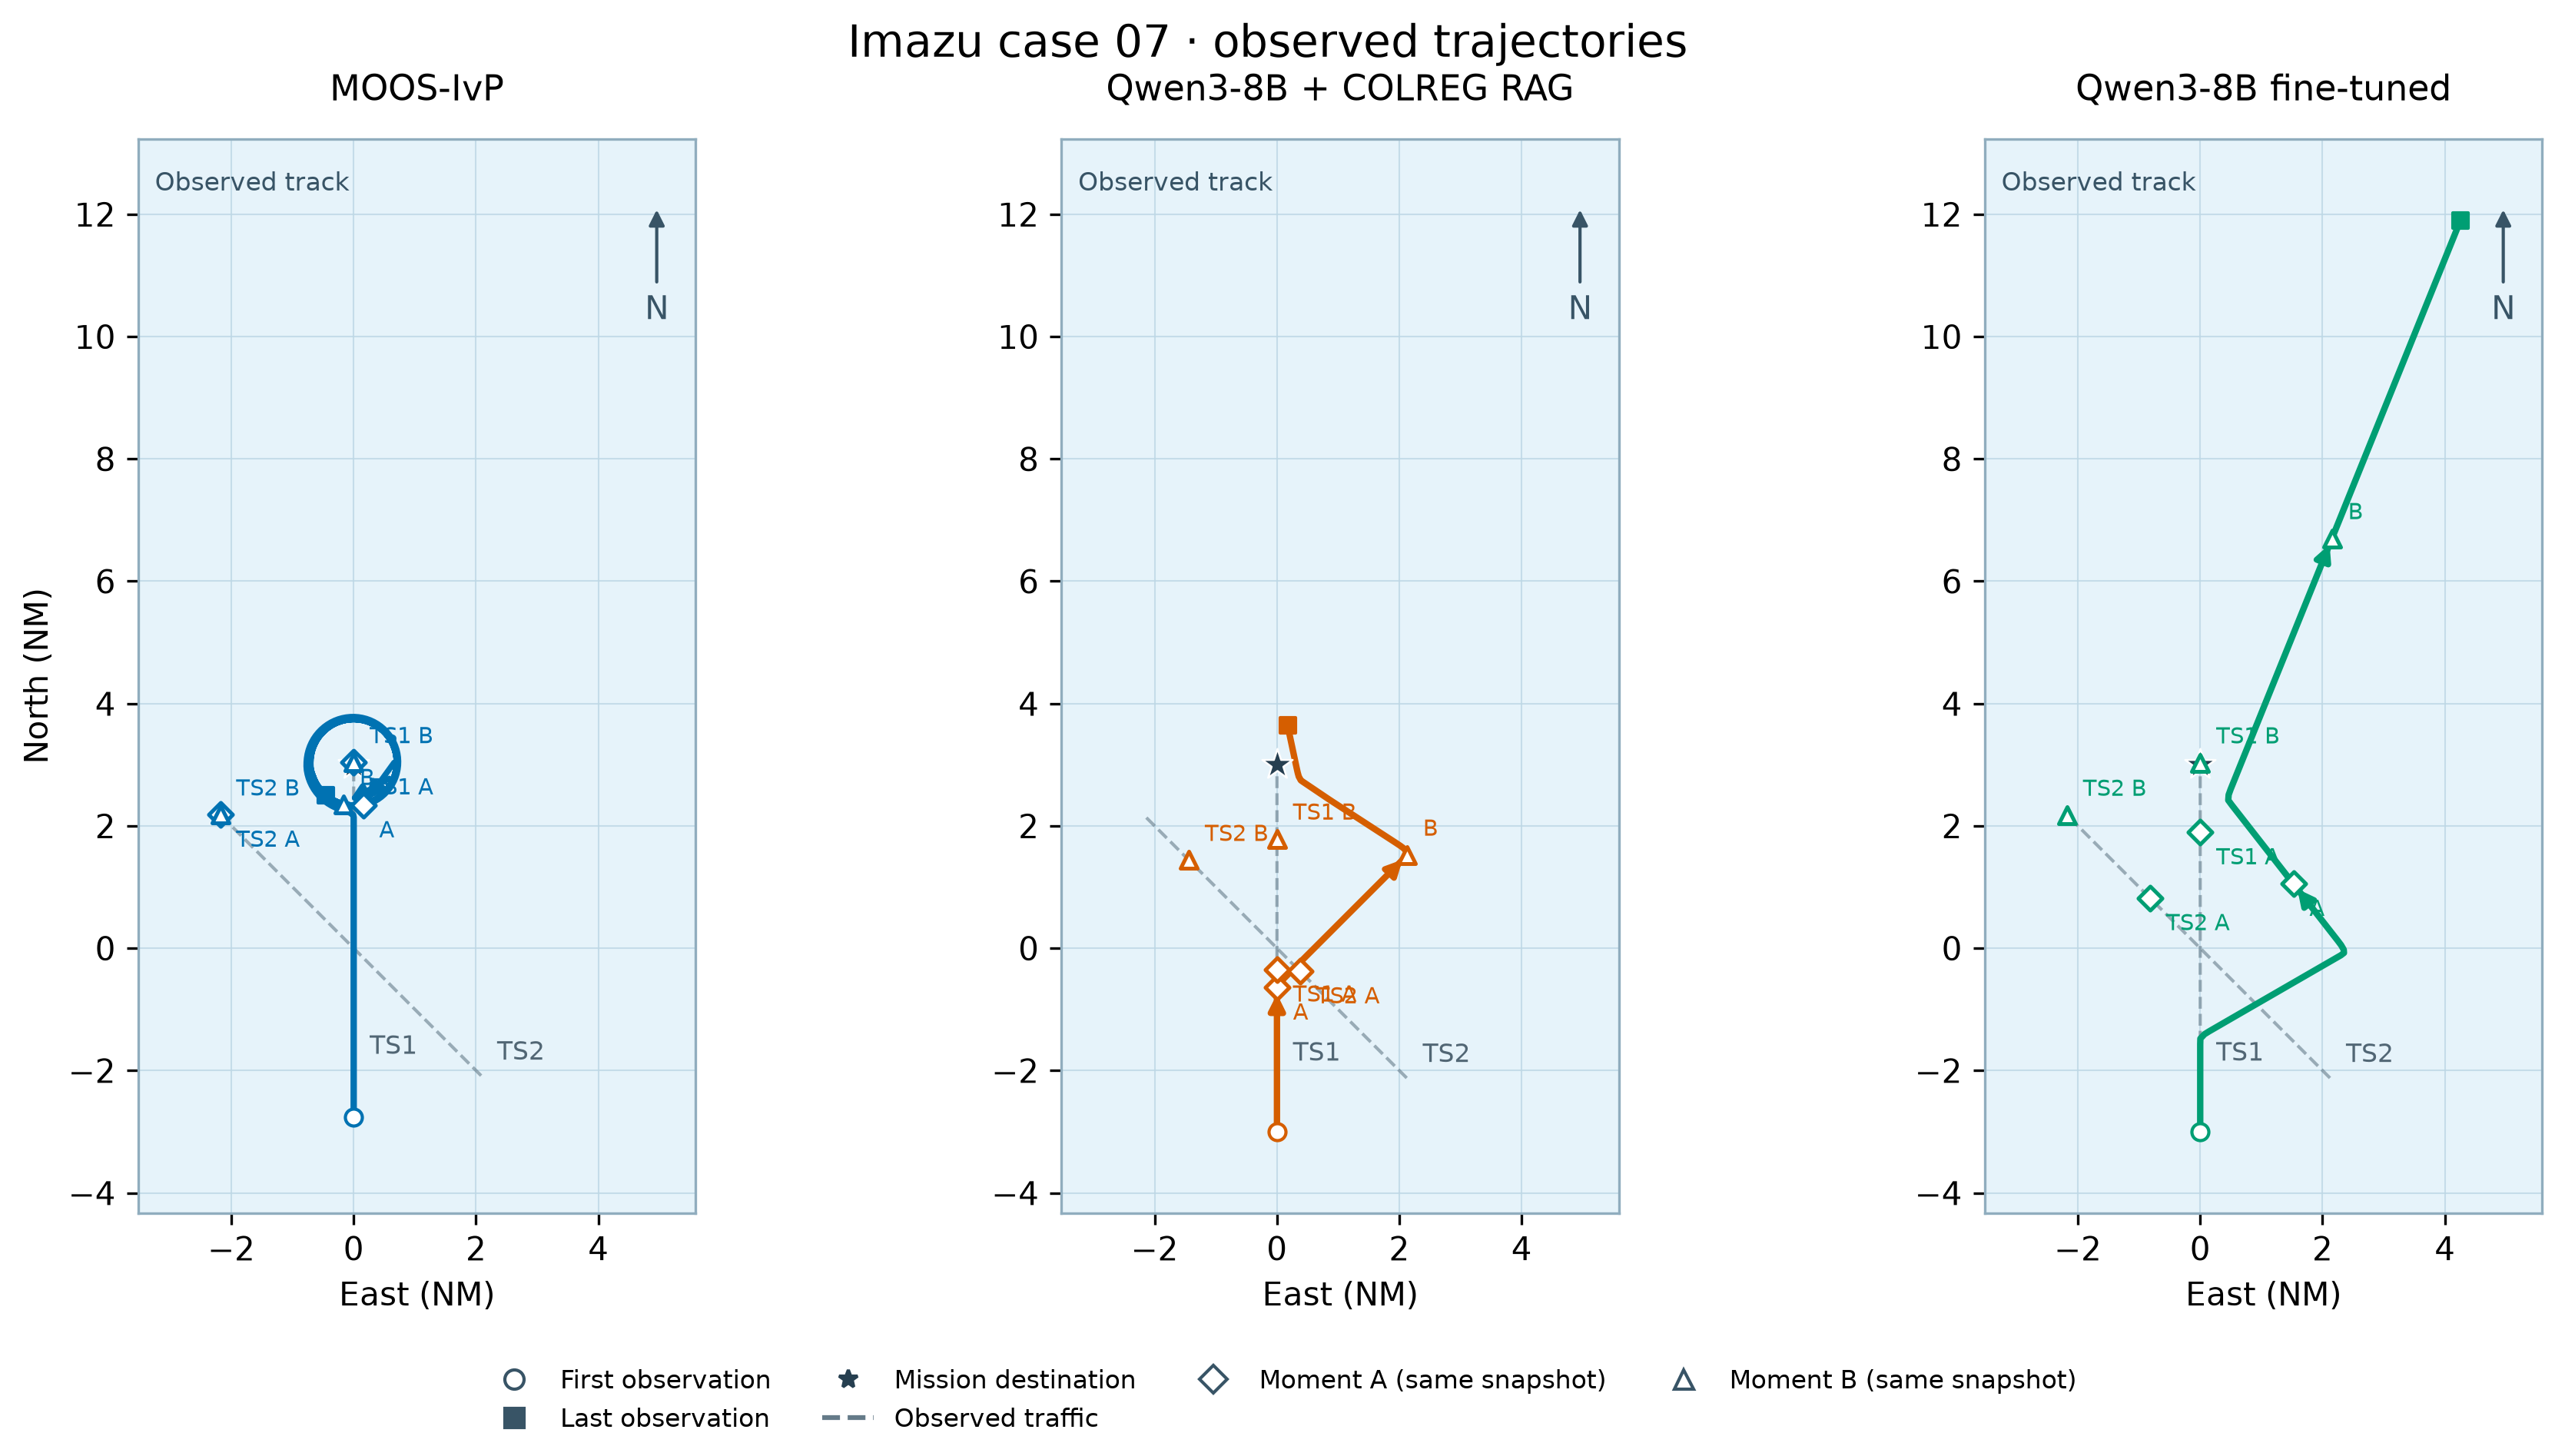 Imazu case 07 · observed trajectories
MOOS-IvP
Qwen3-8B + COLREG RAG
Qwen3-8B fine-tuned
North (NM)
Observed track
N
12
10
8
6
4
2
0
−2
−4
TS1 B
B
TS1 A
TS2 B
TS2 A
A
TS1
TS2
−2
0
2
4
East (NM)
Observed track
N
12
10
8
6
4
2
0
−2
−4
TS1 B
TS2 B
B
TS1 A
TS2 A
A
TS1
TS2
−2
0
2
4
East (NM)
Observed track
N
12
10
8
6
4
2
0
−2
−4
B
TS1 B
TS2 B
TS1 A
A
TS2 A
TS1
TS2
−2
0
2
4
East (NM)
First observation
Mission destination
Moment A (same snapshot)
Moment B (same snapshot)
Last observation
Observed traffic